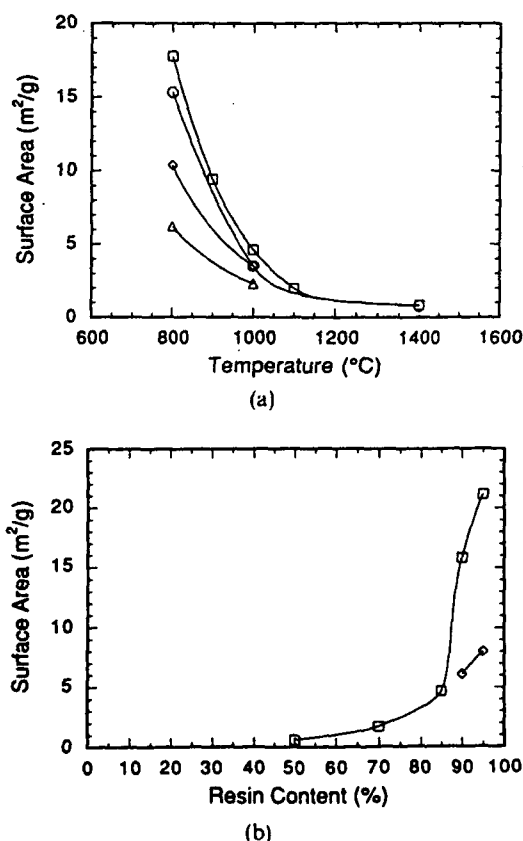 20
15
10
5
0
Surface Area (m²/g)
600 800 1000 1200 1400 1600
Temperature (°C)
(a)
25
20
15
10
5
0
Surface Area (m²/g)
0 10 20 30 40 50 60 70 80 90 100
Resin Content (%)
(b)